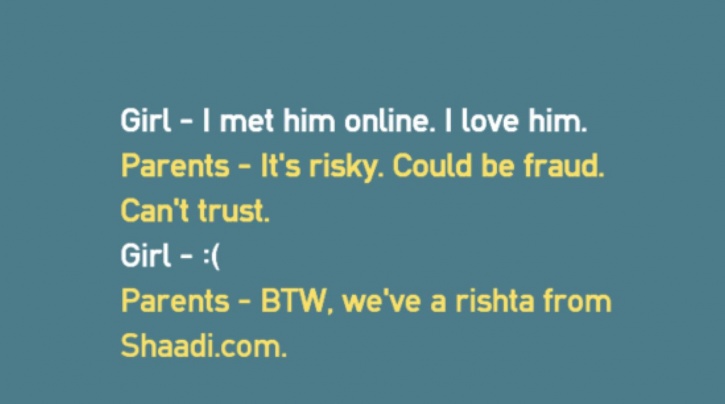 Girl - I met him online. I love him.
Parents - It's risky. Could be fraud.
Can't trust.
Girl - :(
Parents - BTW, we've a rishta from
Shaadi.com.